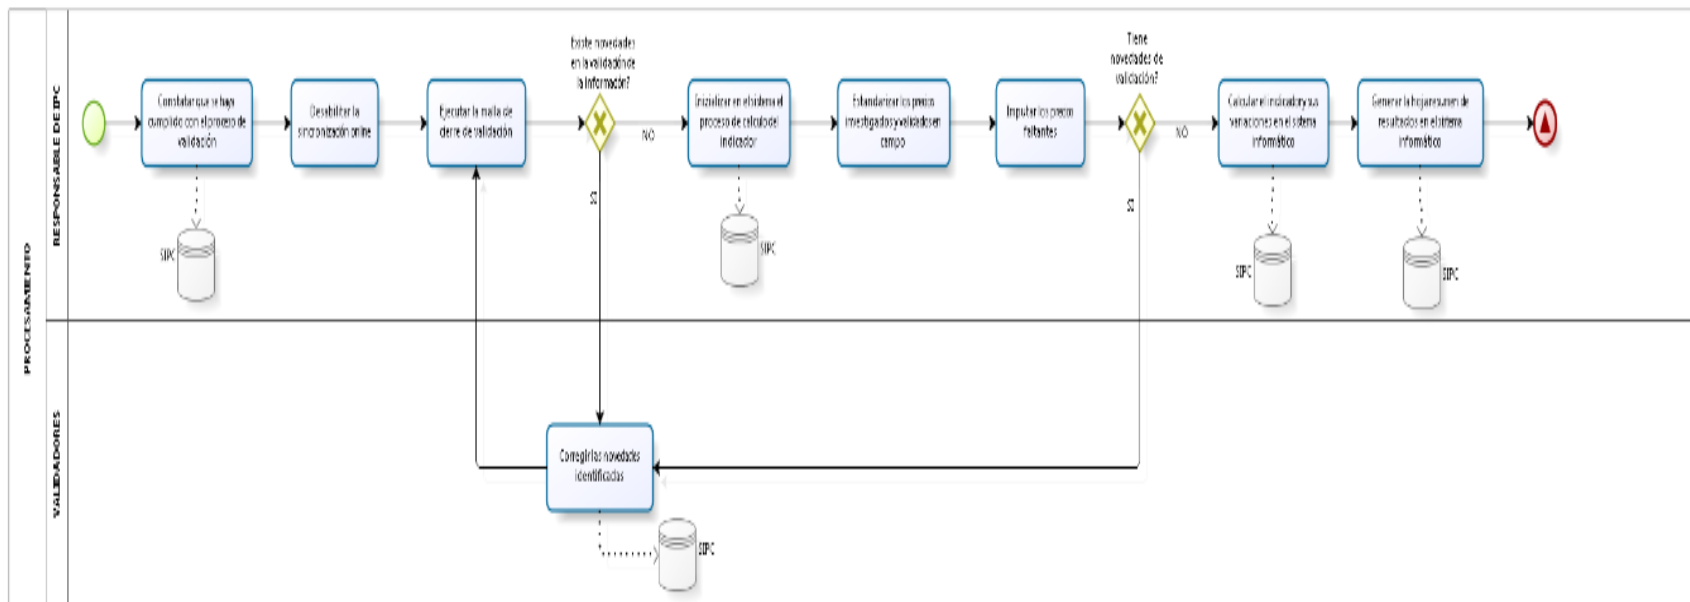 PROCESAMIENTO
RESPONSABLE DE IPC
Constatar que se haya
cumplido con el proceso de
validación
SIPC
Desabilitar la
sincronización online
Ejecutar la malla de
cierre de validación
Existe novedades
en la validación de
la información?
NO
SI
Inizializar en el sistema el
proceso de calculo del
indicador
SIPC
Estandarizar los precios
investigados y validados en
campo
Imputar los precios
faltantes
Tiene
novedades de
validación?
NO
SI
Calcular el indicador y sus
variaciones en el sistema
informático
SIPC
Generar la hoja resumen de
resultados en el sistema
informático
SIPC
VALIDADORES
Corregir las novedades
identificadas
SIPC